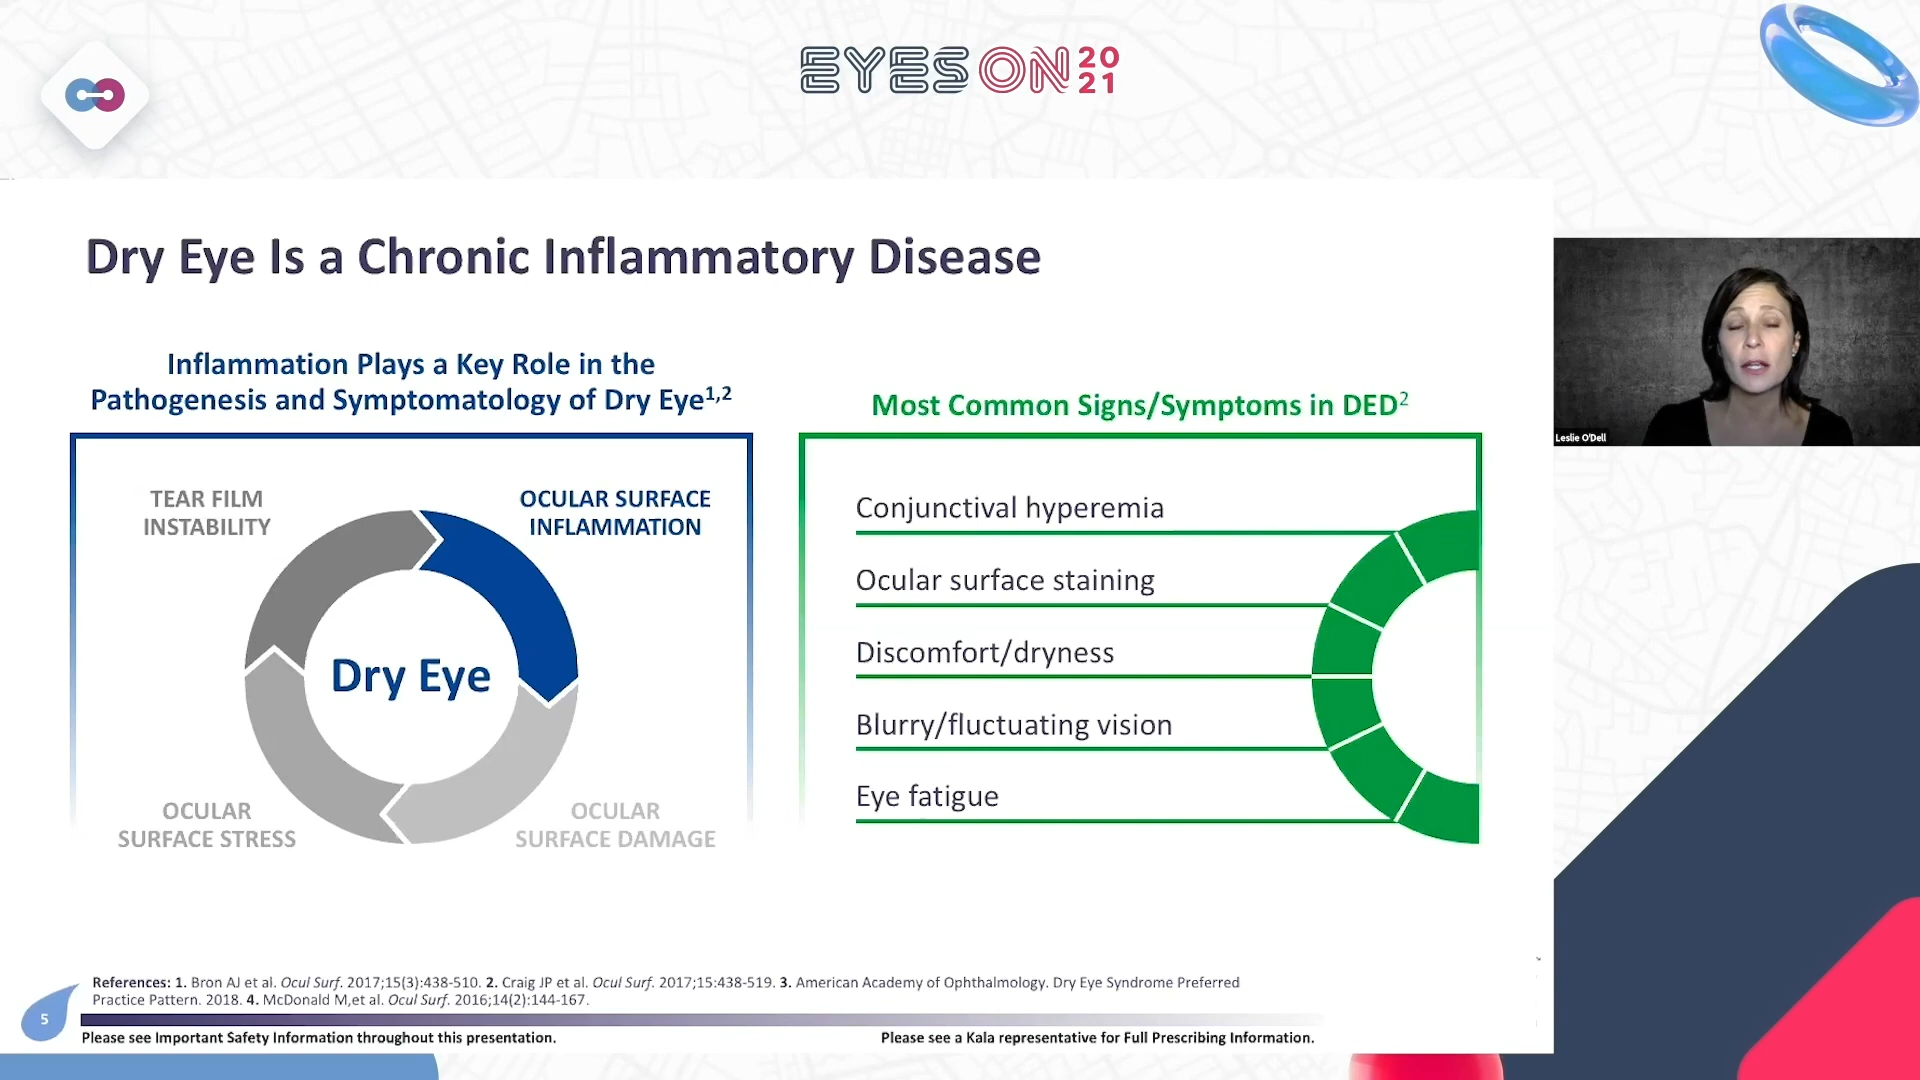 EYES ON 20
21
Dry Eye Is a Chronic Inflammatory Disease
Inflammation Plays a Key Role in the
Pathogenesis and Symptomatology of Dry Eye1,2
TEAR FILM
INSTABILITY
OCULAR SURFACE
INFLAMMATION
Dry Eye
OCULAR
SURFACE STRESS
OCULAR
SURFACE DAMAGE
Most Common Signs/Symptoms in DED2
Conjunctival hyperemia
Ocular surface staining
Discomfort/dryness
Blurry/fluctuating vision
Eye fatigue
Leslie O'Dell
References: 1. Bron AJ et al. Ocul Surf. 2017;15(3):438-510. 2. Craig JP et al. Ocul Surf. 2017;15:438-519. 3. American Academy of Ophthalmology. Dry Eye Syndrome Preferred
Practice Pattern. 2018. 4. McDonald M,et al. Ocul Surf. 2016;14(2):144-167.
5
Please see Important Safety Information throughout this presentation.
Please see a Kala representative for Full Prescribing Information.